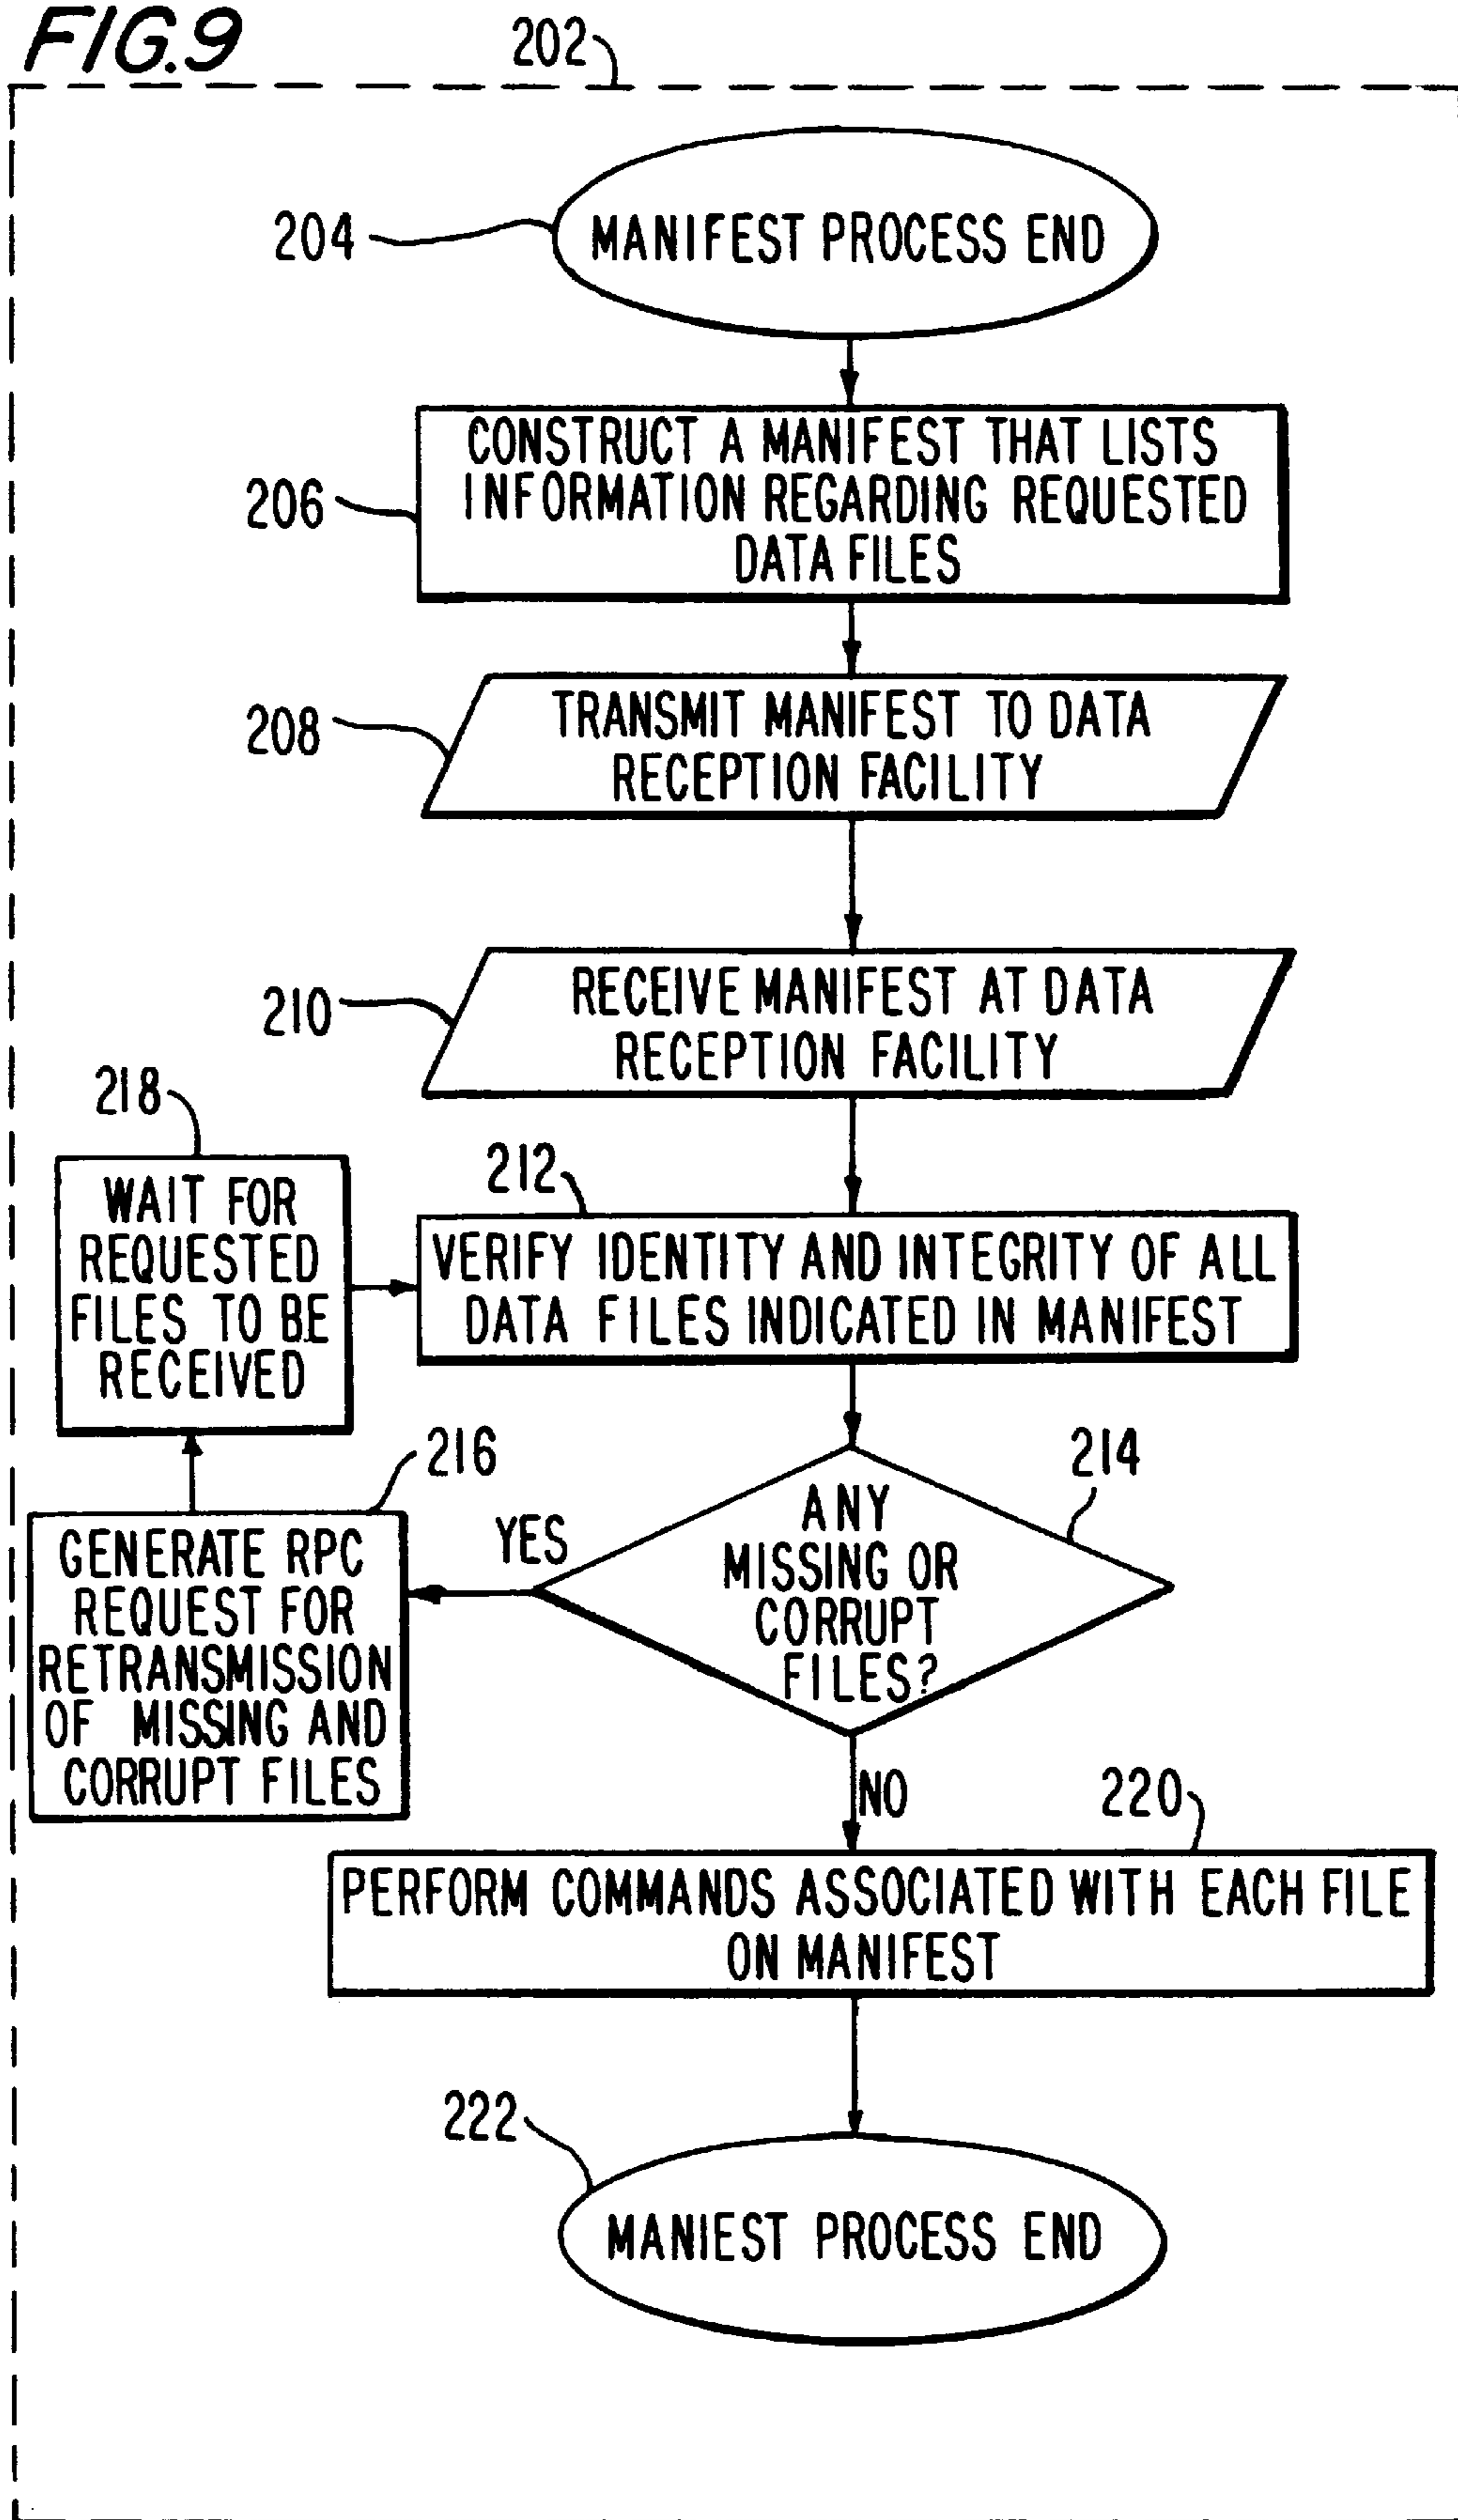 FIG.9
202
204
MANIFEST PROCESS END
CONSTRUCT A MANIFEST THAT LISTS
INFORMATION REGARDING REQUESTED
DATA FILES
206
TRANSMIT MANIFEST TO DATA
RECEPTION FACILITY
208
RECEIVE MANIFEST AT DATA
RECEPTION FACILITY
210
218
WAIT FOR
REQUESTED
FILES TO BE
RECEIVED
212
VERIFY IDENTITY AND INTEGRITY OF ALL
DATA FILES INDICATED IN MANIFEST
216
214
ANY
MISSING OR
CORRUPT
FILES?
YES
GENERATE RPC
REQUEST FOR
RETRANSMISSION
OF MISSING AND
CORRUPT FILES
NO
220
PERFORM COMMANDS ASSOCIATED WITH EACH FILE
ON MANIFEST
222
MANIEST PROCESS END